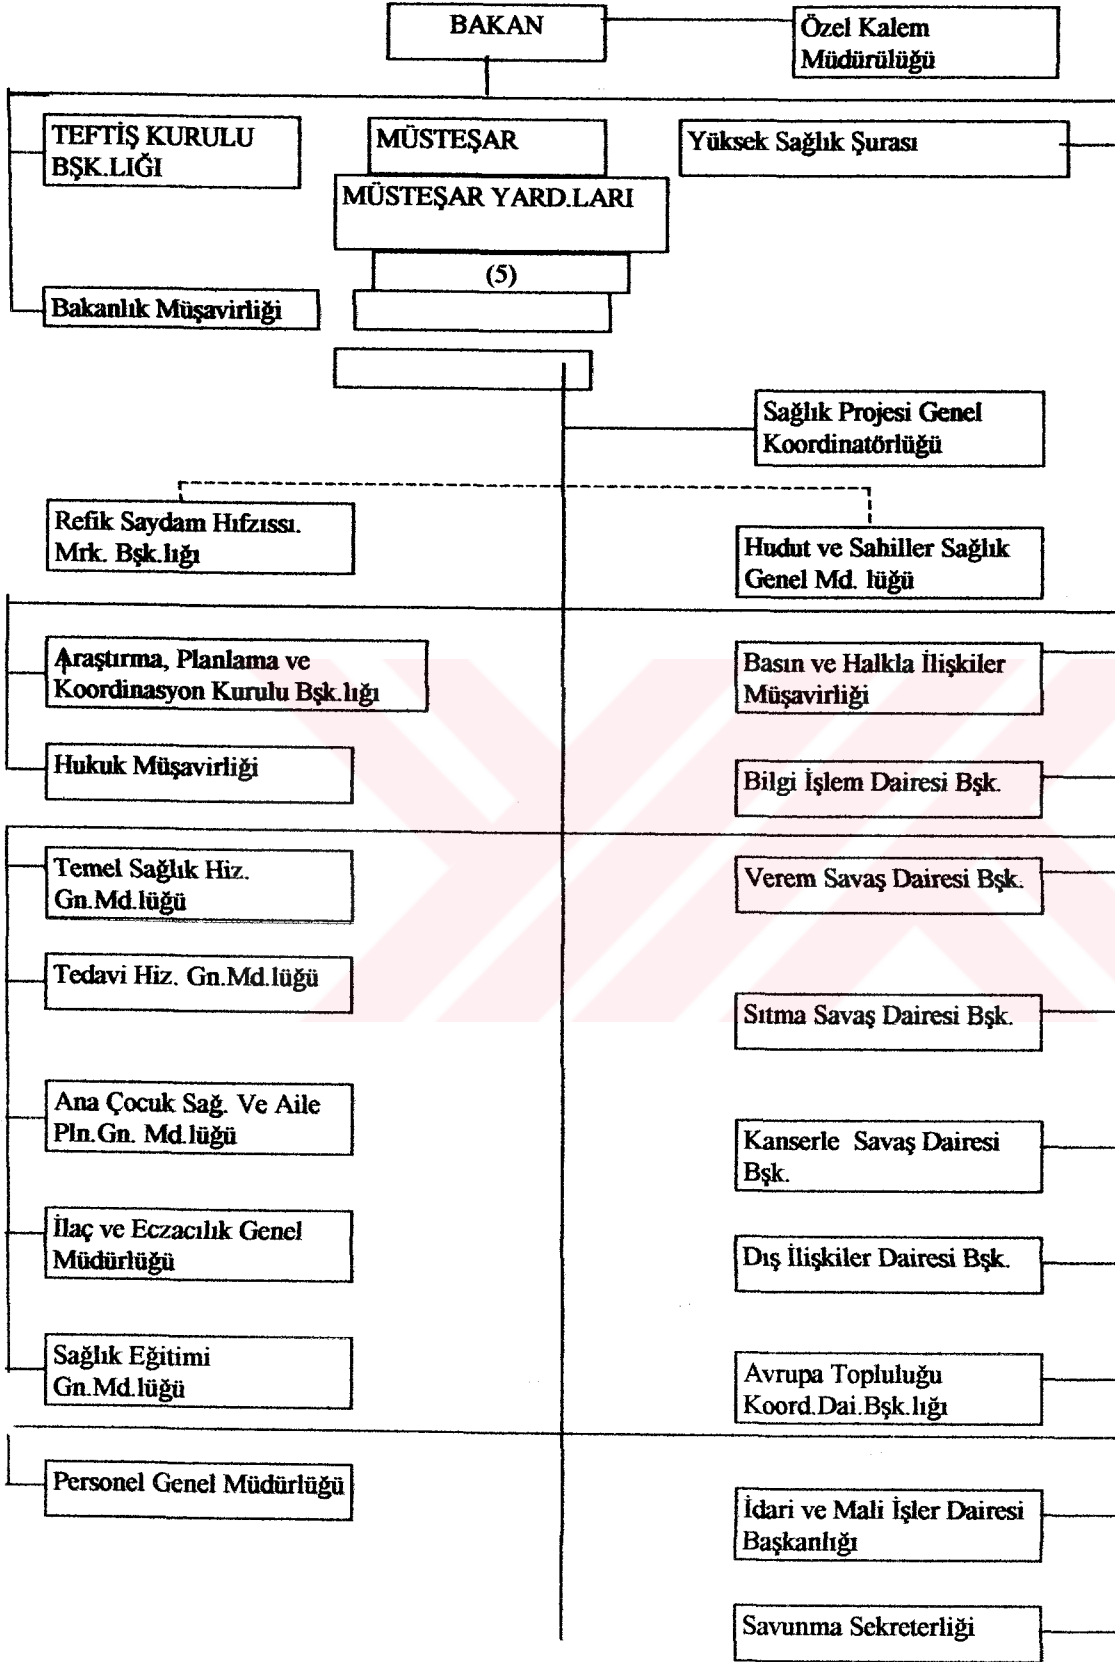 BAKAN
Özel Kalem
Müdürülüğü
TEFTİŞ KURULU
BŞK.LIĞI
MÜSTEŞAR
Yüksek Sağlık Şurası
MÜSTEŞAR YARD.LARI
(5)
Bakanlık Müşavirliği
Sağlık Projesi Genel
Koordinatörlüğü
Refik Saydam Hıfzıssı.
Mrk. Bşk.lığı
Hudut ve Sahiller Sağlık
Genel Md. lüğü
Araştırma, Planlama ve
Koordinasyon Kurulu Bşk.lığı
Basın ve Halkla İlişkiler
Müşavirliği
Hukuk Müşavirliği
Bilgi İşlem Dairesi Bşk.
Temel Sağlık Hiz.
Gn.Md.lüğü
Verem Savaş Dairesi Bşk.
Tedavi Hiz. Gn.Md.lüğü
Sıtma Savaş Dairesi Bşk.
Ana Çocuk Sağ. Ve Aile
Pln.Gn. Md.lüğü
Kanserle Savaş Dairesi
Bşk.
İlaç ve Eczacılık Genel
Müdürlüğü
Dış İlişkiler Dairesi Bşk.
Sağlık Eğitimi
Gn.Md.lüğü
Avrupa Topluluğu
Koord.Dai.Bşk.lığı
Personel Genel Müdürlüğü
İdari ve Mali İşler Dairesi
Başkanlığı
Savunma Sekreterliği